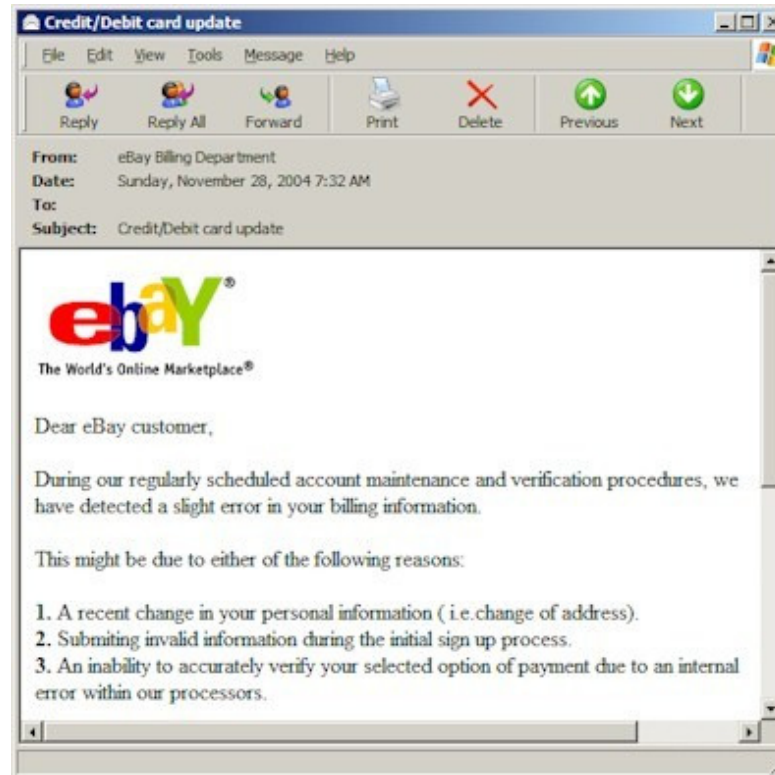 Credit/Debit card update
File Edit View Tools Message Help
Reply Reply All Forward Print Delete Previous Next
From: eBay Billing Department
Date: Sunday, November 28, 2004 7:32 AM
To:
Subject: Credit/Debit card update
ebaY®
The World's Online Marketplace®
Dear eBay customer,
During our regularly scheduled account maintenance and verification procedures, we
have detected a slight error in your billing information.
This might be due to either of the following reasons:
1. A recent change in your personal information ( i.e.change of address).
2. Submiting invalid information during the initial sign up process.
3. An inability to accurately verify your selected option of payment due to an internal
error within our processors.